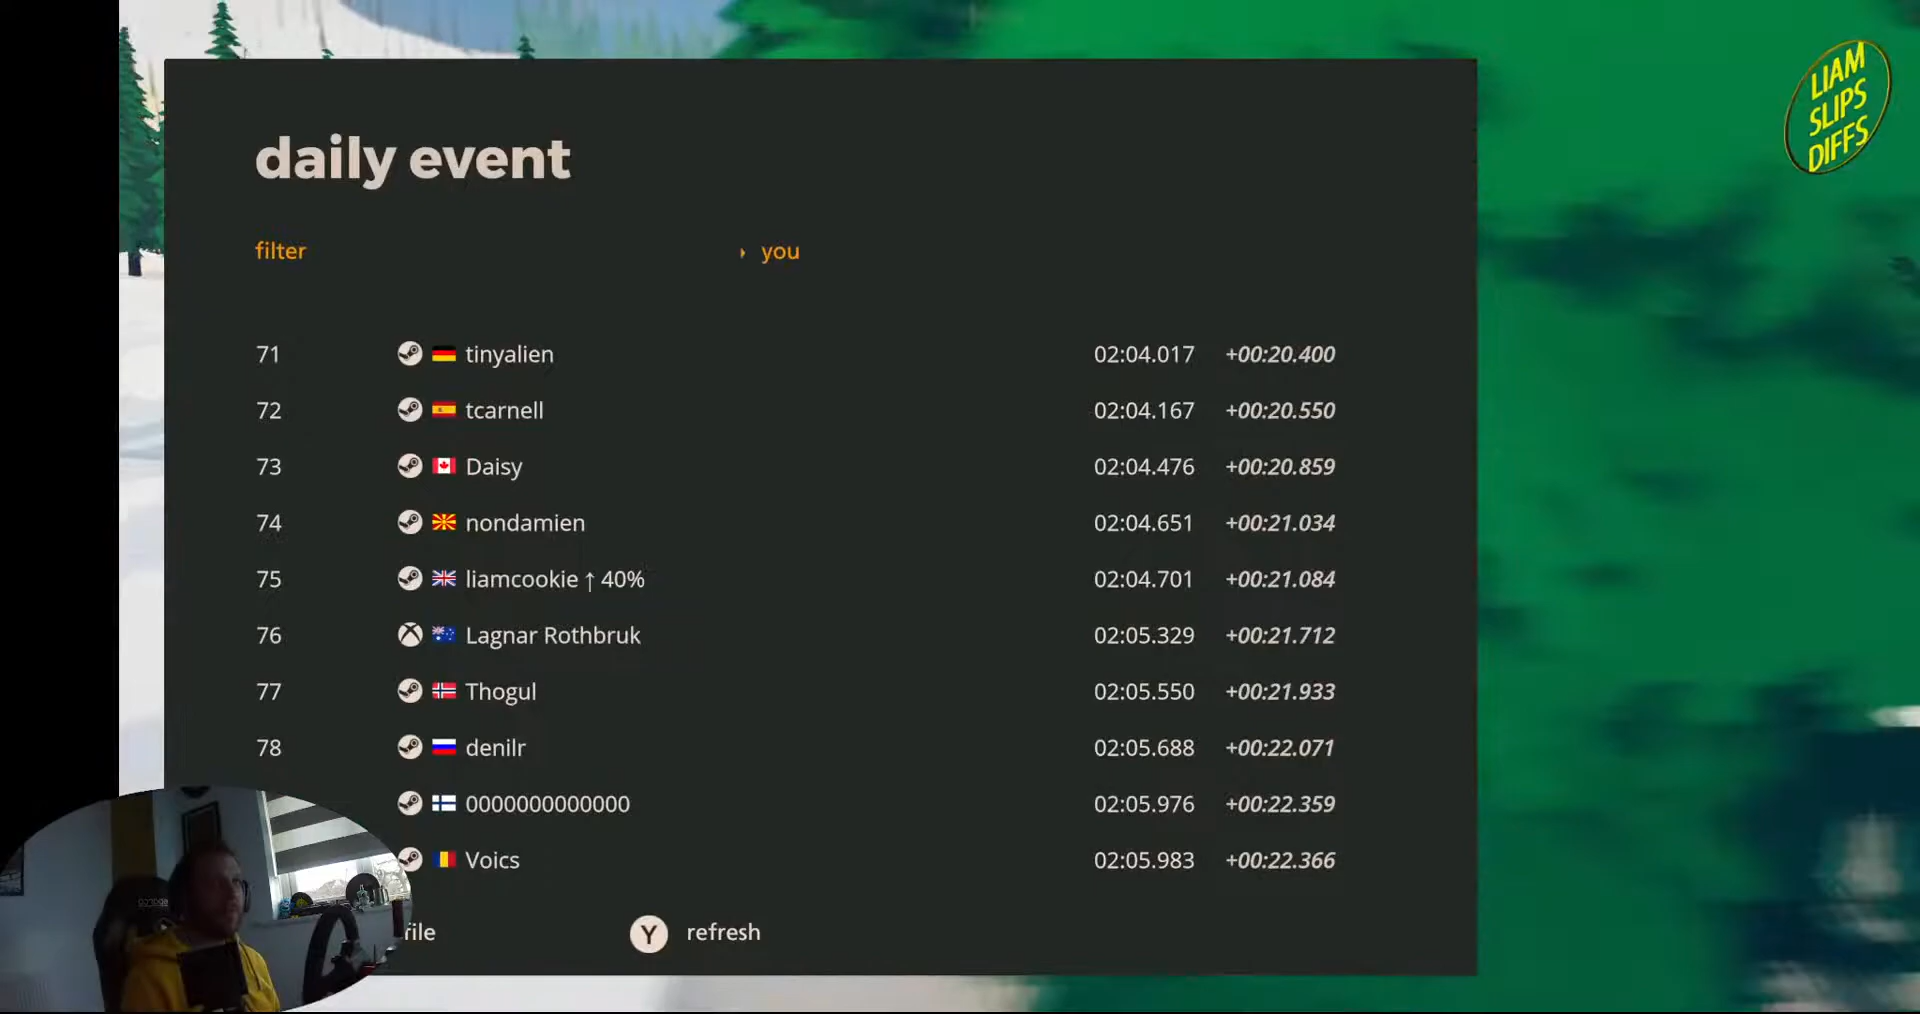 LIAM
SLIPS
DIFFS
daily event
filter you
71 tinyalien 02:04.017 +00:20.400
72 tcarnell 02:04.167 +00:20.550
73 Daisy 02:04.476 +00:20.859
74 nondamien 02:04.651 +00:21.034
75 liamcookie ↑ 40% 02:04.701 +00:21.084
76 Lagnar Rothbruk 02:05.329 +00:21.712
77 Thogul 02:05.550 +00:21.933
78 denilr 02:05.688 +00:22.071
0000000000000 02:05.976 +00:22.359
Voics 02:05.983 +00:22.366
Y refresh